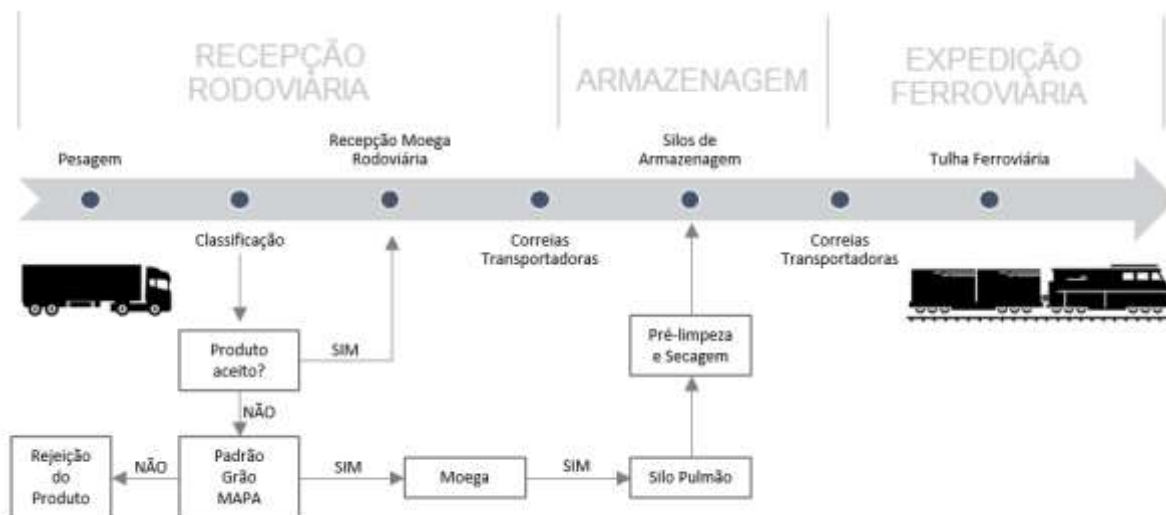 RECEPÇÃO
RODOVIÁRIA
ARMAZENAGEM
EXPEDIÇÃO
FERROVIÁRIA
Pesagem
Recepção Moega
Rodoviária
Silos de
Armazenagem
Tulha Ferroviária
Classificação
Correias
Transportadoras
Correias
Transportadoras
Produto
aceito?
SIM
Pré-limpeza
e Secagem
NÃO
Rejeição
do
Produto
NÃO
Padrão
Grão
MAPA
SIM
Moega
SIM
Silo Pulmão